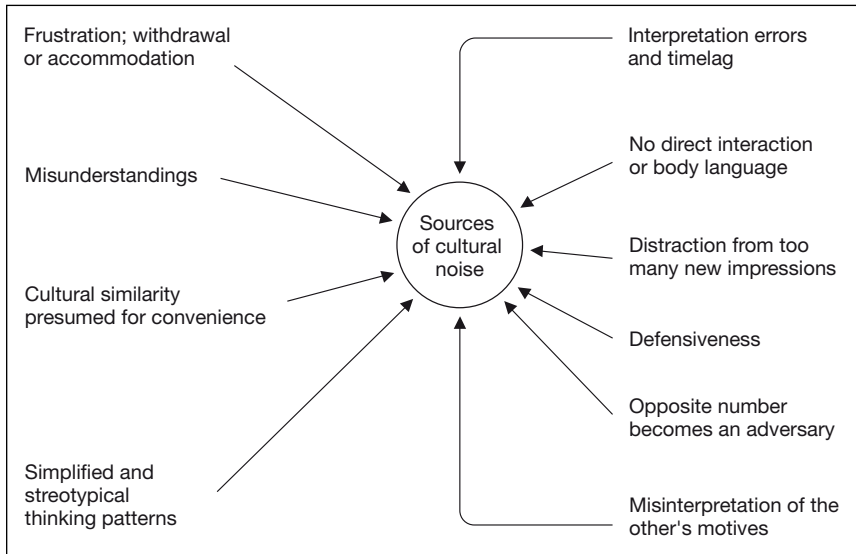 Frustration; withdrawal
or accommodation
Misunderstandings
Cultural similarity
presumed for convenience
Simplified and
streotypical
thinking patterns
Sources
of cultural
noise
Interpretation errors
and timelag
No direct interaction
or body language
Distraction from too
many new impressions
Defensiveness
Opposite number
becomes an adversary
Misinterpretation of the
other's motives